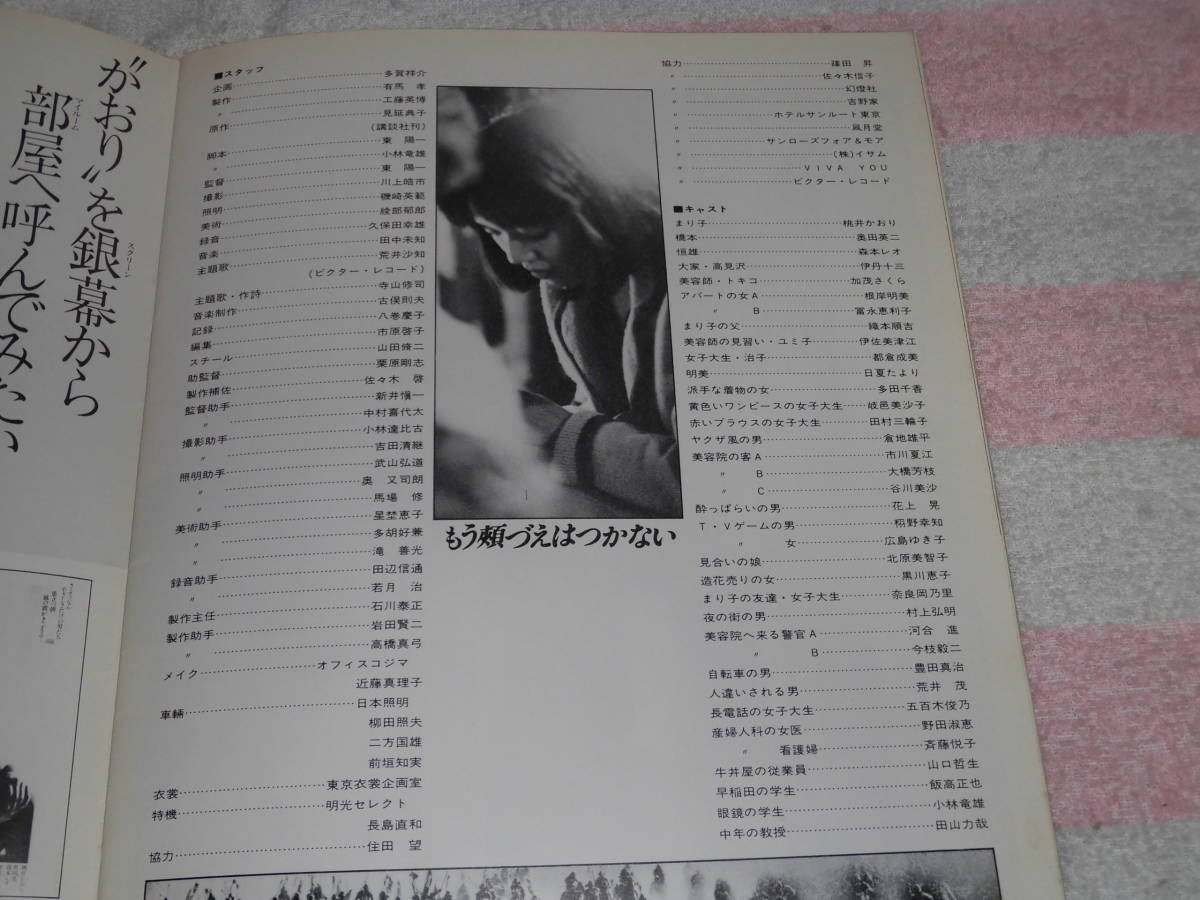 〝がおり〟を銀幕から
スクリーン
部屋へ呼んでみたい
■スタッフ
企画……多賀祥介
製作……有馬 孝
〃……工藤英博
原作……見延典子
(講談社刊)
脚本……東 陽一
〃……小林竜雄
監督……東 陽一
撮影……川上皓市
照明……磯崎英範
美術……綾部郁郎
録音……久保田幸雄
音楽……田中未知
主題歌……荒井沙知
(ビクター・レコード)
主題歌・作詩……寺山修司
音楽制作……古俣則夫
記録……八巻慶子
編集……市原啓子
スチール……山田脩二
助監督……栗原剛志
製作補佐……佐々木 啓
監督助手……新井愼一
〃……中村喜代太
撮影助手……小林達比古
〃……吉田清継
照明助手……武山弘道
〃……奥 又司朗
〃……馬場 修
美術助手……星埜恵子
〃……多胡好兼
〃……滝 善光
録音助手……田辺信通
〃……若月 治
製作主任……石川泰正
製作助手……岩田賢二
〃……高橋真弓
メイク……オフィスコジマ
近藤真理子
車輛……日本照明
柳田照夫
二方国雄
前垣知実
衣裳……東京衣裳企画室
特機……明光セレクト
長島直和
協力……住田 望
もう頰づえはつかない
協力……篠田 昇
〃……佐々木信子
〃……幻燈社
〃……吉野家
〃……ホテルサンルート東京
〃……風月堂
〃……サンローズフォア&モア
〃……(株)イサム
〃……VIVA YOU
〃……ビクター・レコード
■キャスト
まり子……桃井かおり
橋本……奥田英二
恒雄……森本レオ
大家・高見沢……伊丹十三
美容師・トキコ……加茂さくら
アパートの女A……根岸明美
〃 B……冨永恵利子
まり子の父……織本順吉
美容師の見習い・ユミ子……伊佐美津江
女子大生・治子……都倉成美
明美……日夏たより
派手な着物の女……多田千香
黄色いワンピースの女子大生……岐邑美沙子
赤いブラウスの女子大生……田村三輪子
ヤクザ風の男……倉地雄平
美容院の客A……市川夏江
〃 B……大橋芳枝
〃 C……谷川美沙
酔っぱらいの男……花上 晃
T・Vゲームの男……栩野幸知
〃 女……広島ゆき子
見合いの娘……北原美智子
造花売りの女……黒川恵子
まり子の友達・女子大生……奈良岡乃里
夜の街の男……村上弘明
美容院へ来る警官A……河合 進
〃 B……今枝毅二
自転車の男……豊田真治
人違いされる男……荒井 茂
長電話の女子大生……五百木俊乃
産婦人科の女医……野田淑恵
〃 看護婦……斉藤悦子
牛丼屋の従業員……山口哲生
早稲田の学生……飯高正也
眼鏡の学生……小林竜雄
中年の教授……田山力哉